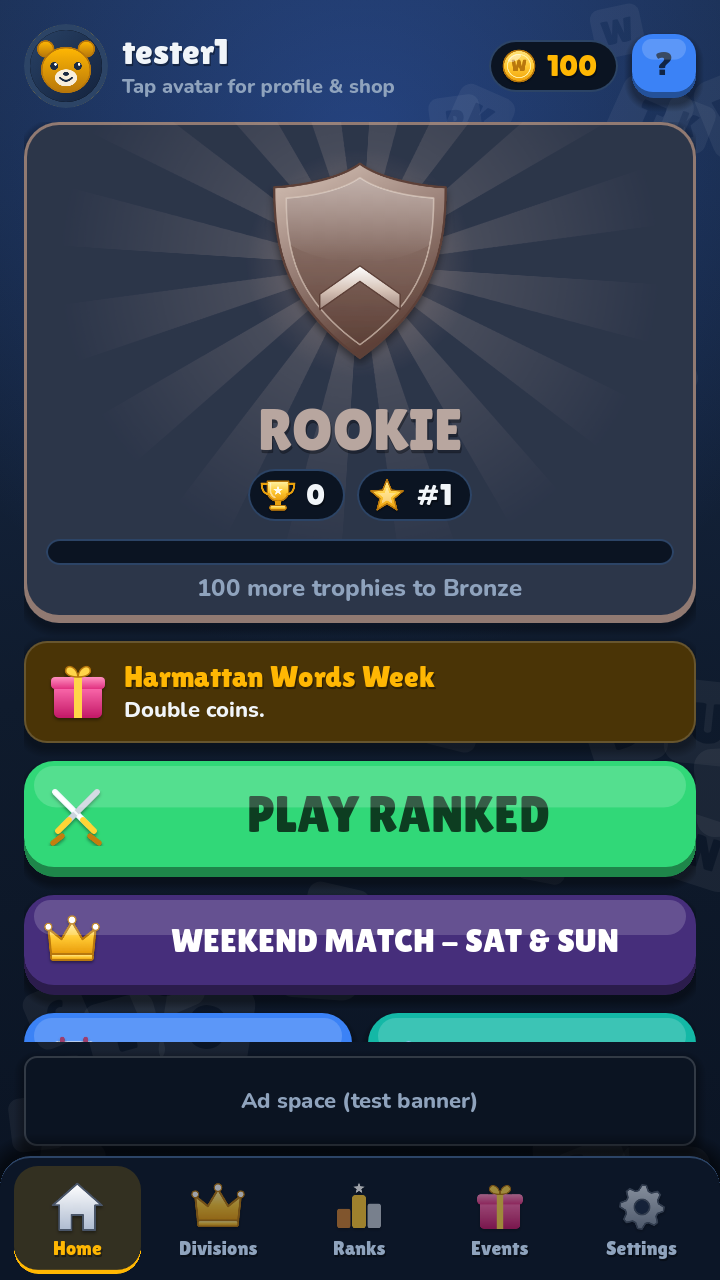 tester1
Tap avatar for profile & shop
100
?
ROOKIE
0
#1
100 more trophies to Bronze
Harmattan Words Week
Double coins.
PLAY RANKED
WEEKEND MATCH – SAT & SUN
Ad space (test banner)
Home
Divisions
Ranks
Events
Settings